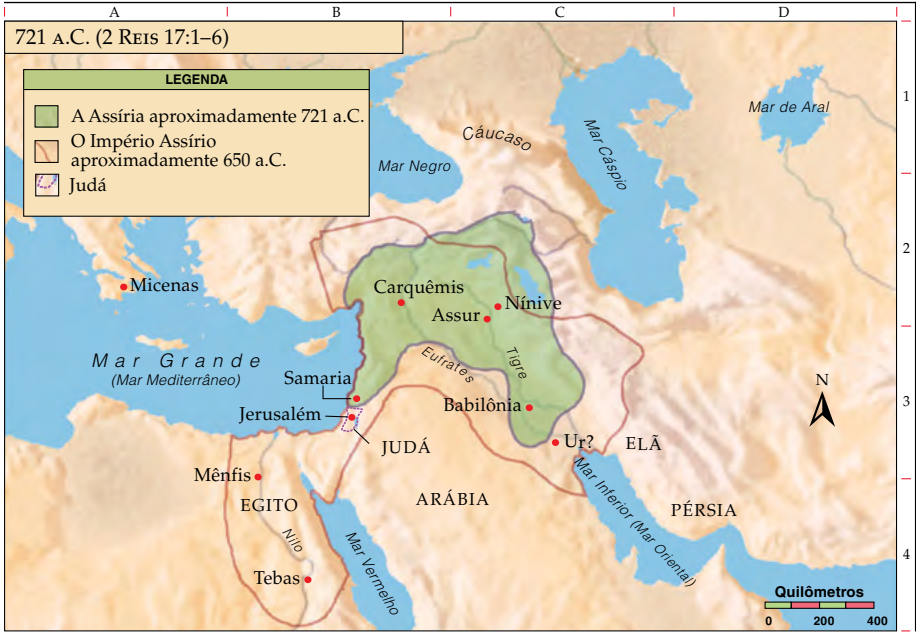 A B C D
721 A.C. (2 REIS 17:1–6)
LEGENDA
A Assíria aproximadamente 721 a.C.
O Império Assírio
aproximadamente 650 a.C.
Judá
1
Mar de Aral
Cáucaso
Mar Cáspio
Mar Negro
2
Micenas
Carquêmis
Nínive
Assur
Mar Grande
(Mar Mediterrâneo)
Eufrates
Tigre
Samaria
N
3
Babilônia
Jerusalém
JUDÁ
Ur?
ELÃ
Mênfis
EGITO
ARÁBIA
Mar Inferior (Mar Oriental)
PÉRSIA
Nilo
Mar Vermelho
4
Tebas
Quilômetros
0 200 400